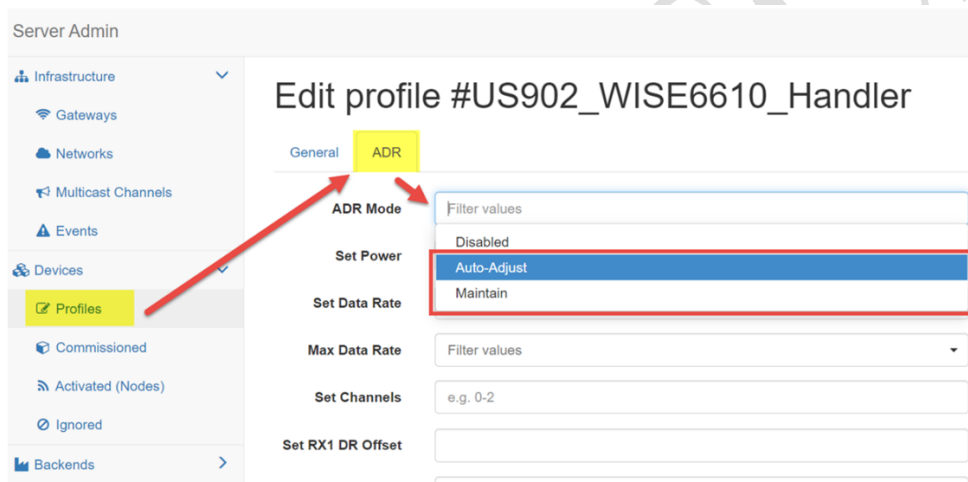 Server Admin
Infrastructure
Gateways
Networks
Multicast Channels
Events
Devices
Profiles
Commissioned
Activated (Nodes)
Ignored
Backends
Edit profile #US902_WISE6610_Handler
General ADR
ADR Mode Filter values
Disabled
Set Power
Auto-Adjust
Maintain
Set Data Rate
Max Data Rate Filter values
Set Channels e.g. 0-2
Set RX1 DR Offset